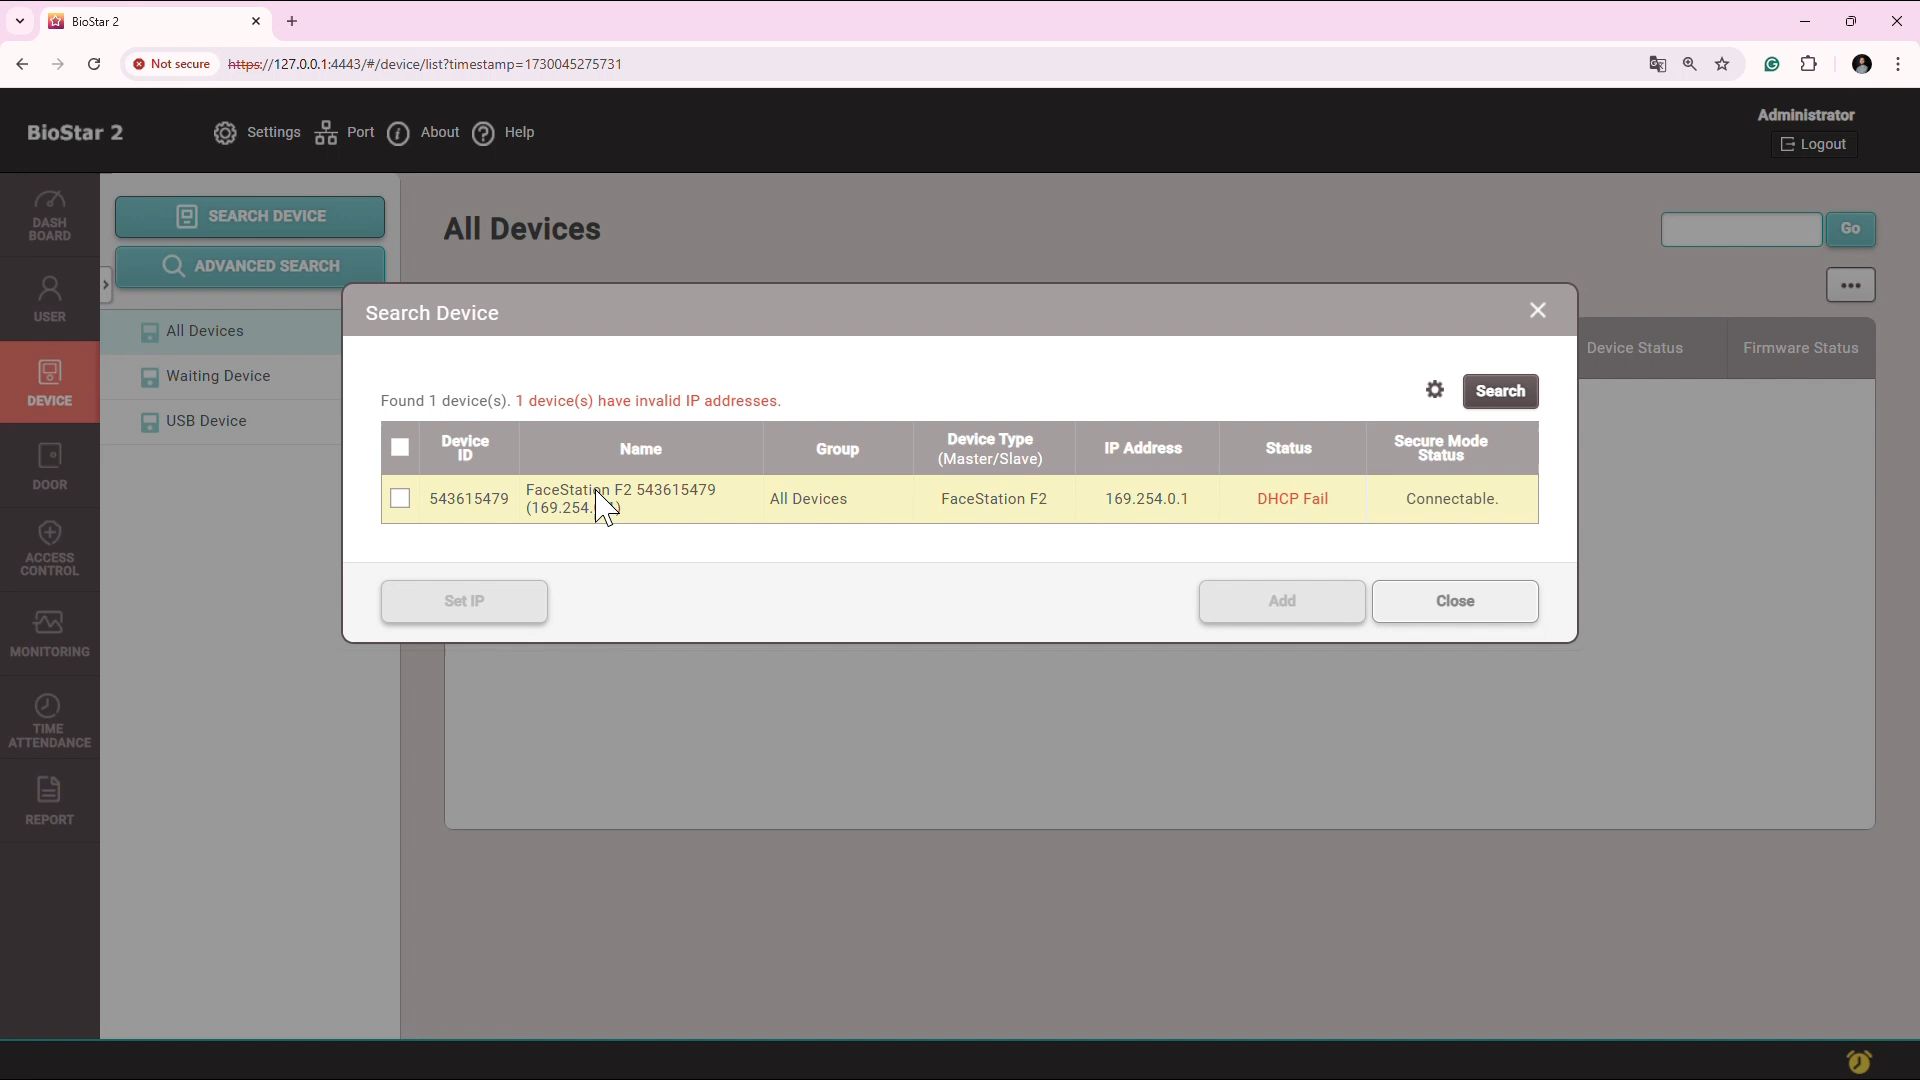 BioStar 2
Not secure
https://127.0.0.1:4443/#/device/list?timestamp=1730045275731
BioStar 2
Settings
Port
About
Help
Administrator
Logout
DASH
BOARD
USER
DEVICE
DOOR
ACCESS
CONTROL
MONITORING
TIME
ATTENDANCE
REPORT
SEARCH DEVICE
ADVANCED SEARCH
All Devices
Waiting Device
USB Device
All Devices
Go
Device Status
Firmware Status
Search Device
Found 1 device(s). 1 device(s) have invalid IP addresses.
Search
Device
ID
Name
Group
Device Type
(Master/Slave)
IP Address
Status
Secure Mode
Status
543615479
FaceStation F2 543615479
(169.254.
All Devices
FaceStation F2
169.254.0.1
DHCP Fail
Connectable.
Set IP
Add
Close